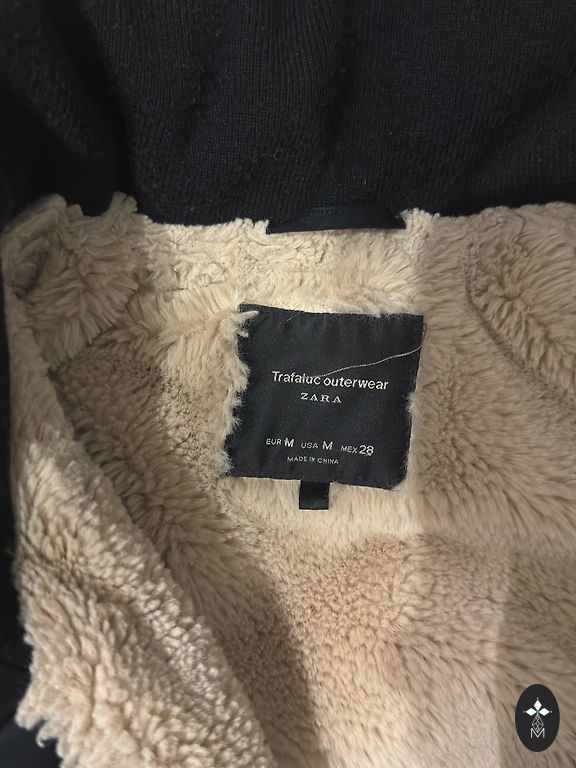 Trafaluc outerwear
ZARA
EUR M USA M MEX 28
MADE IN CHINA
M